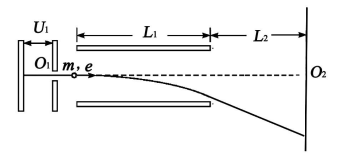 U₁
L₁
L₂
O₁ m, e
O₂